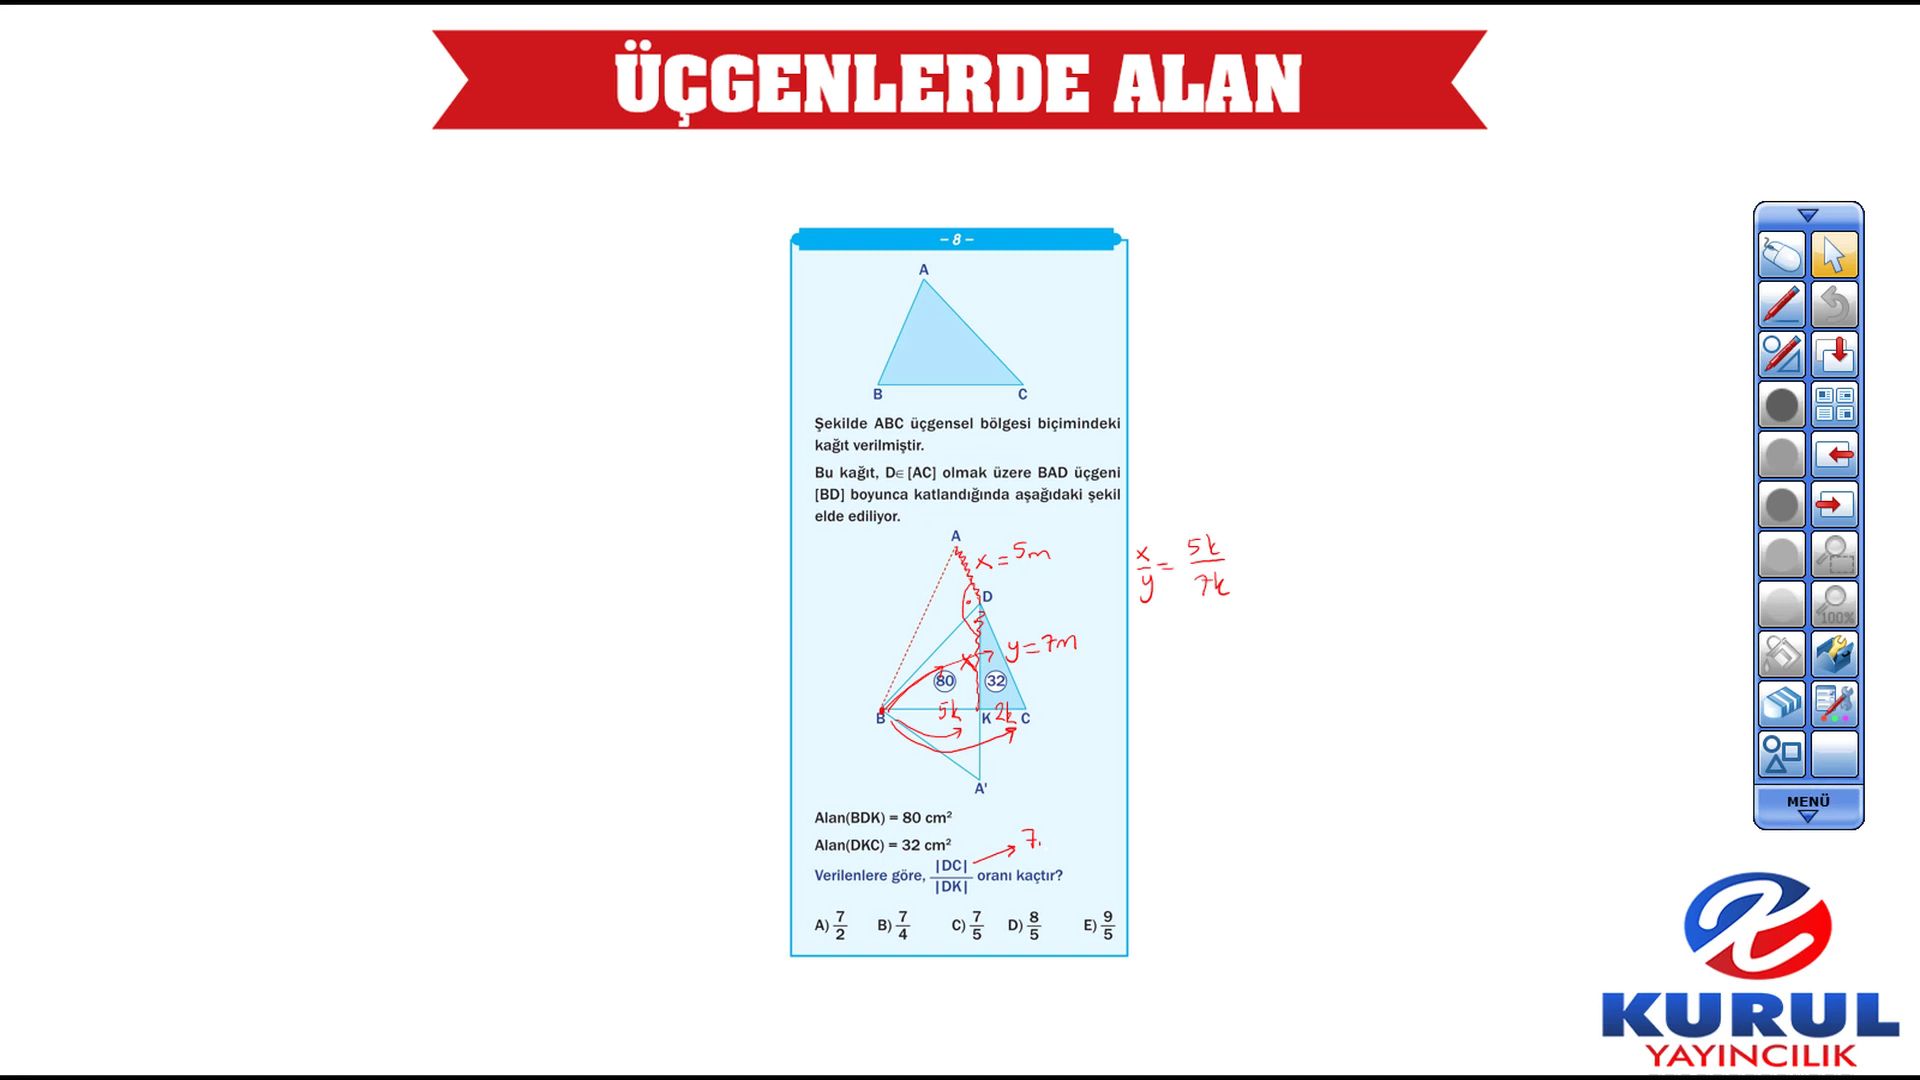 ÜÇGENLERDE ALAN
– 8 –
A
B
C
Şekilde ABC üçgensel bölgesi biçimindeki
kağıt verilmiştir.
Bu kağıt, D∈ [AC] olmak üzere BAD üçgeni
[BD] boyunca katlandığında aşağıdaki şekil
elde ediliyor.
A
x = 5m
x/y = 5k/7k
D
x
y = 7m
80
32
5k
2k
B
K
C
A'
Alan(BDK) = 80 cm²
7.
Alan(DKC) = 32 cm²
Verilenlere göre, |DC|/|DK| oranı kaçtır?
A) 7/2 B) 7/4 C) 7/5 D) 8/5 E) 9/5
100%
MENÜ
KURUL
YAYINCILIK